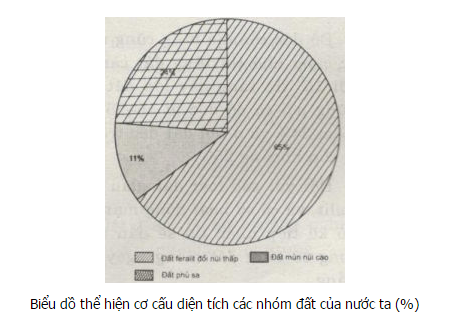 24%
11%
65%
Đất feralit đồi núi thấp
Đất mùn núi cao
Đất phù sa
Biểu dồ thể hiện cơ cấu diện tích các nhóm đất của nước ta (%)